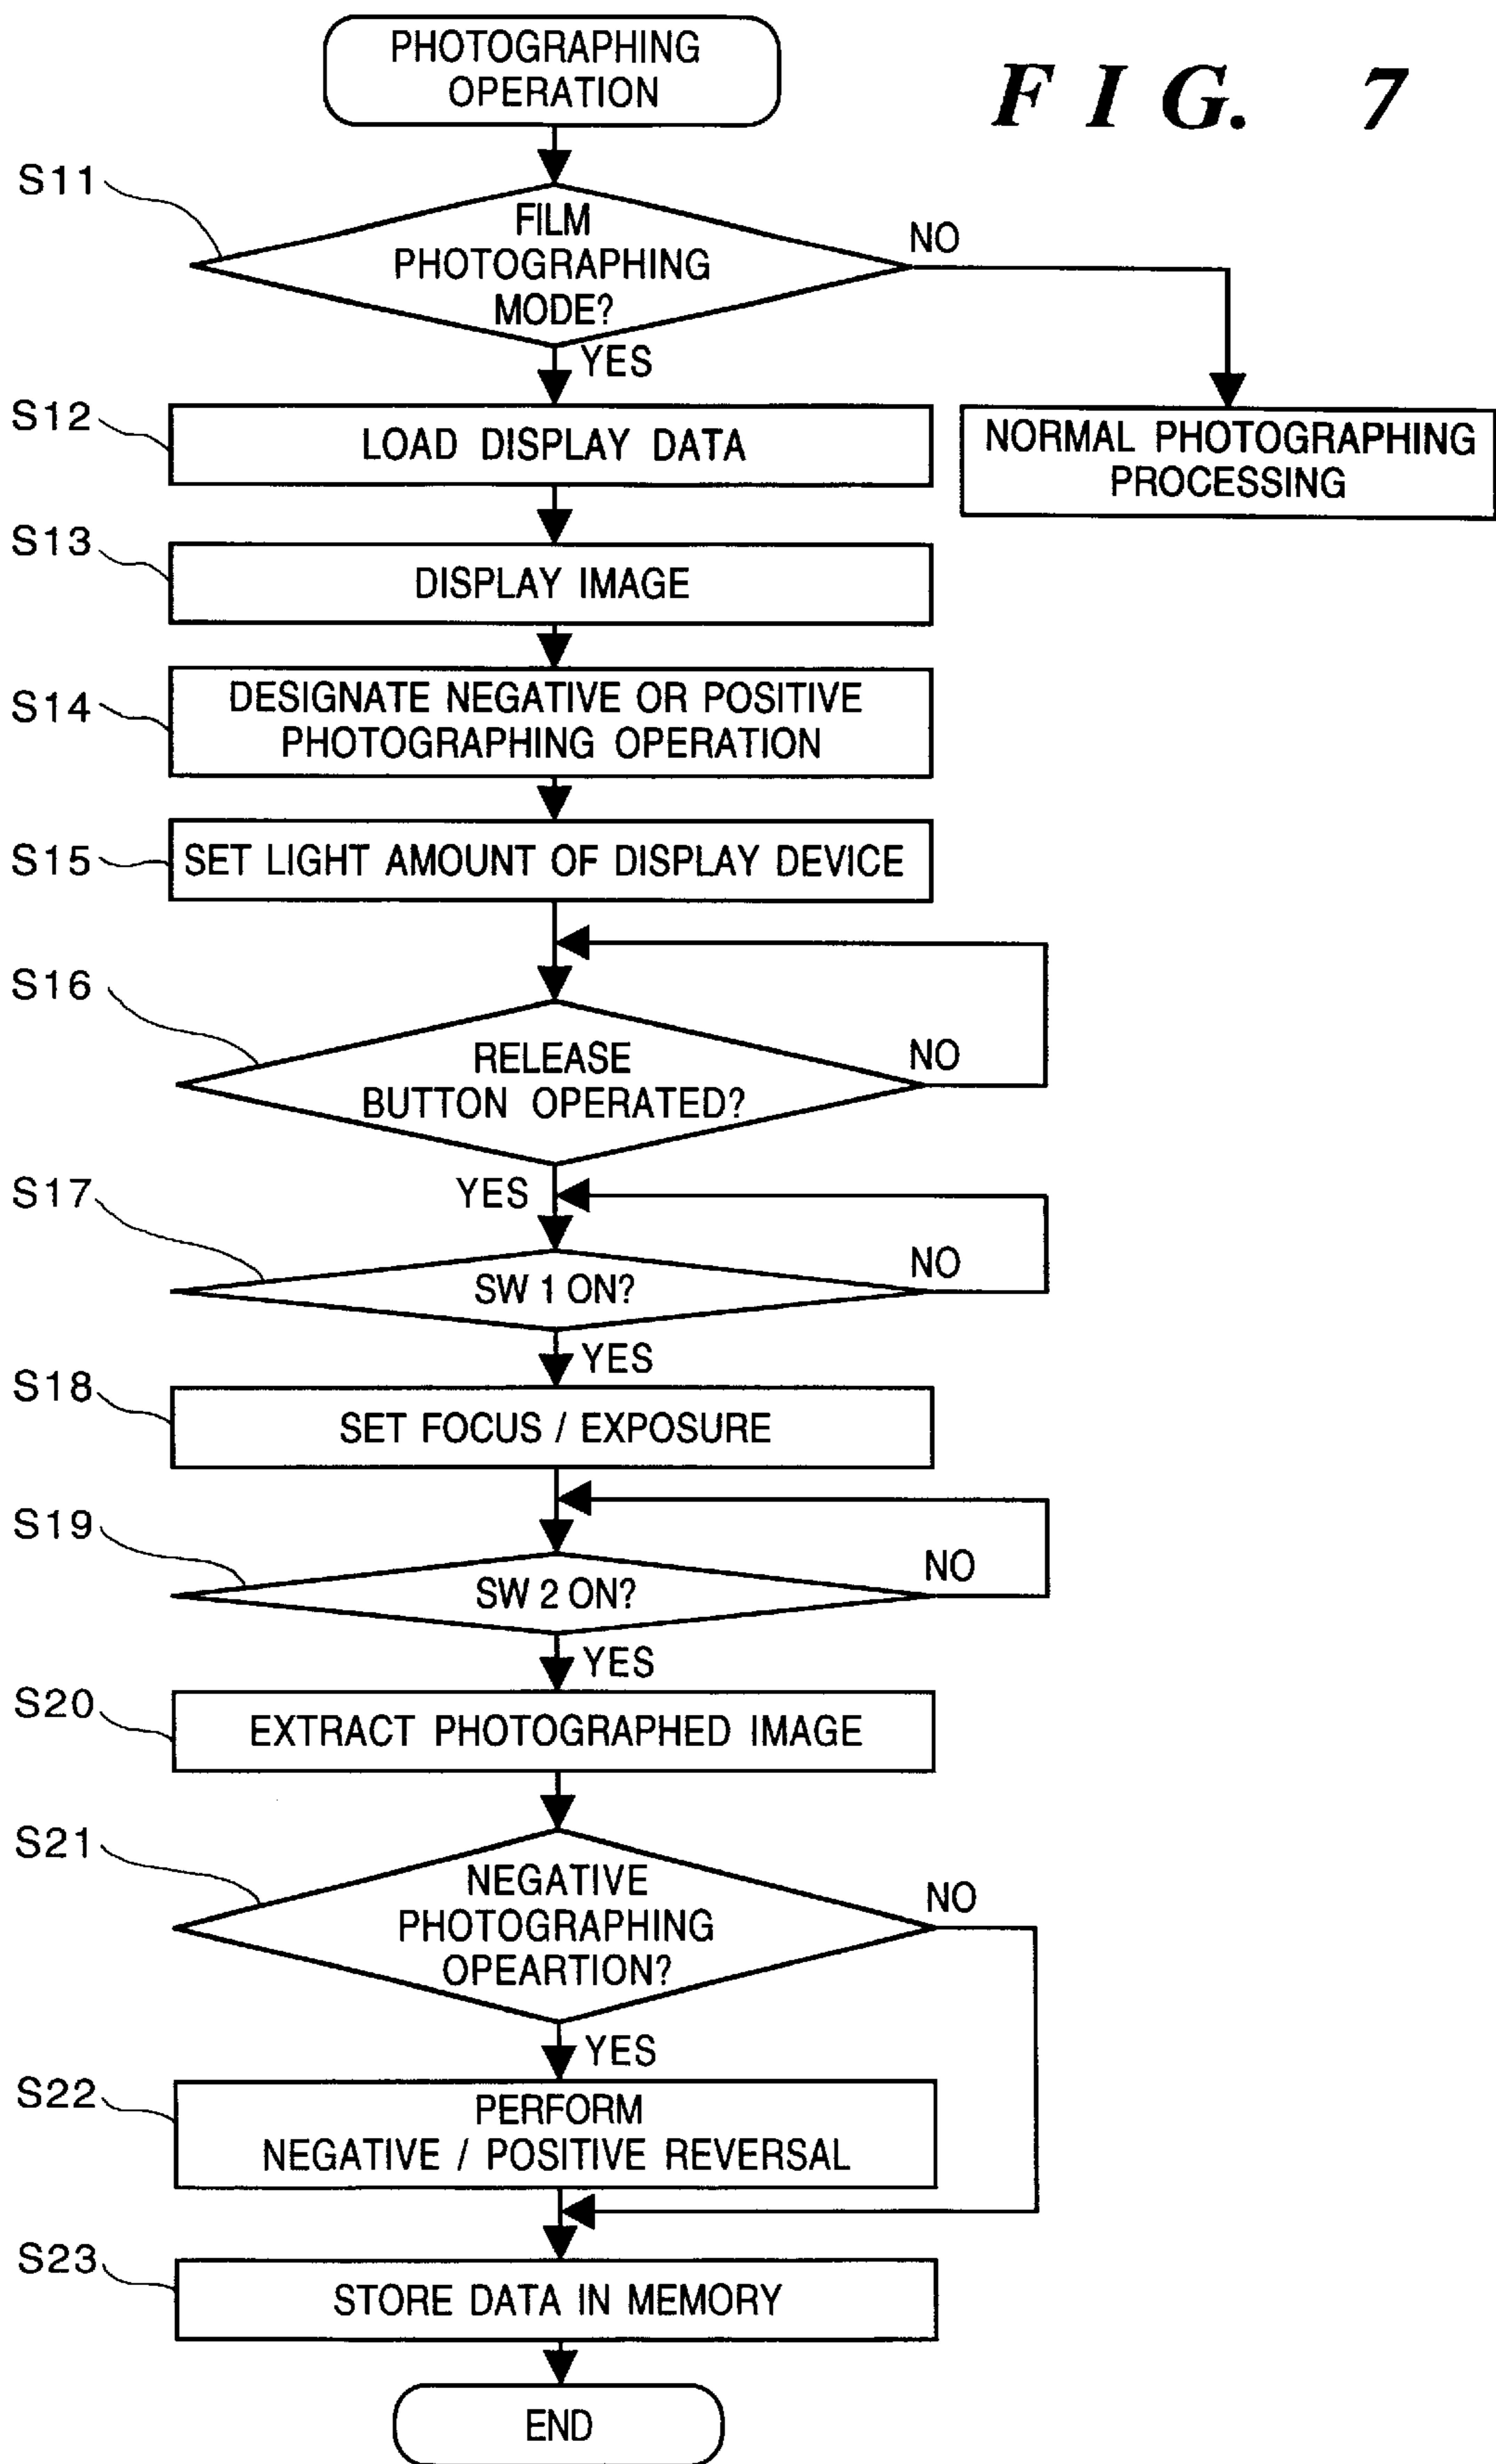 PHOTOGRAPHING
OPERATION
F I G. 7
S11
FILM
PHOTOGRAPHING
MODE?
NO
YES
S12
LOAD DISPLAY DATA
NORMAL PHOTOGRAPHING
PROCESSING
S13
DISPLAY IMAGE
S14
DESIGNATE NEGATIVE OR POSITIVE
PHOTOGRAPHING OPERATION
S15
SET LIGHT AMOUNT OF DISPLAY DEVICE
S16
RELEASE
BUTTON OPERATED?
NO
YES
S17
SW 1 ON?
NO
YES
S18
SET FOCUS / EXPOSURE
S19
SW 2 ON?
NO
YES
S20
EXTRACT PHOTOGRAPHED IMAGE
S21
NEGATIVE
PHOTOGRAPHING
OPEARTION?
NO
YES
S22
PERFORM
NEGATIVE / POSITIVE REVERSAL
S23
STORE DATA IN MEMORY
END